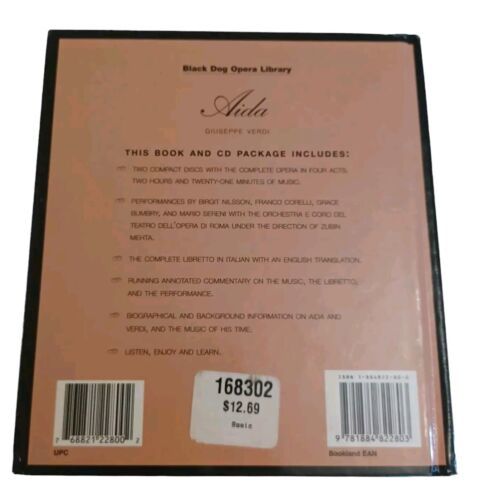 Black Dog Opera Library
Aida
GIUSEPPE VERDI
THIS BOOK AND CD PACKAGE INCLUDES:
TWO COMPACT DISCS WITH THE COMPLETE OPERA IN FOUR ACTS.
TWO HOURS AND TWENTY-ONE MINUTES OF MUSIC.
PERFORMANCES BY BIRGIT NILSSON, FRANCO CORELLI, GRACE
BUMBRY, AND MARIO SERENI WITH THE ORCHESTRA E CORO DEL
TEATRO DELL'OPERA DI ROMA UNDER THE DIRECTION OF ZUBIN
MEHTA.
THE COMPLETE LIBRETTO IN ITALIAN WITH AN ENGLISH TRANSLATION.
RUNNING ANNOTATED COMMENTARY ON THE MUSIC, THE LIBRETTO,
AND THE PERFORMANCE.
BIOGRAPHICAL AND BACKGROUND INFORMATION ON AIDA AND
VERDI, AND THE MUSIC OF HIS TIME.
LISTEN, ENJOY AND LEARN.
168302
$12.69
ISBN
7 68821 22800 2
9 781884 822803
UPC
Bookland EAN